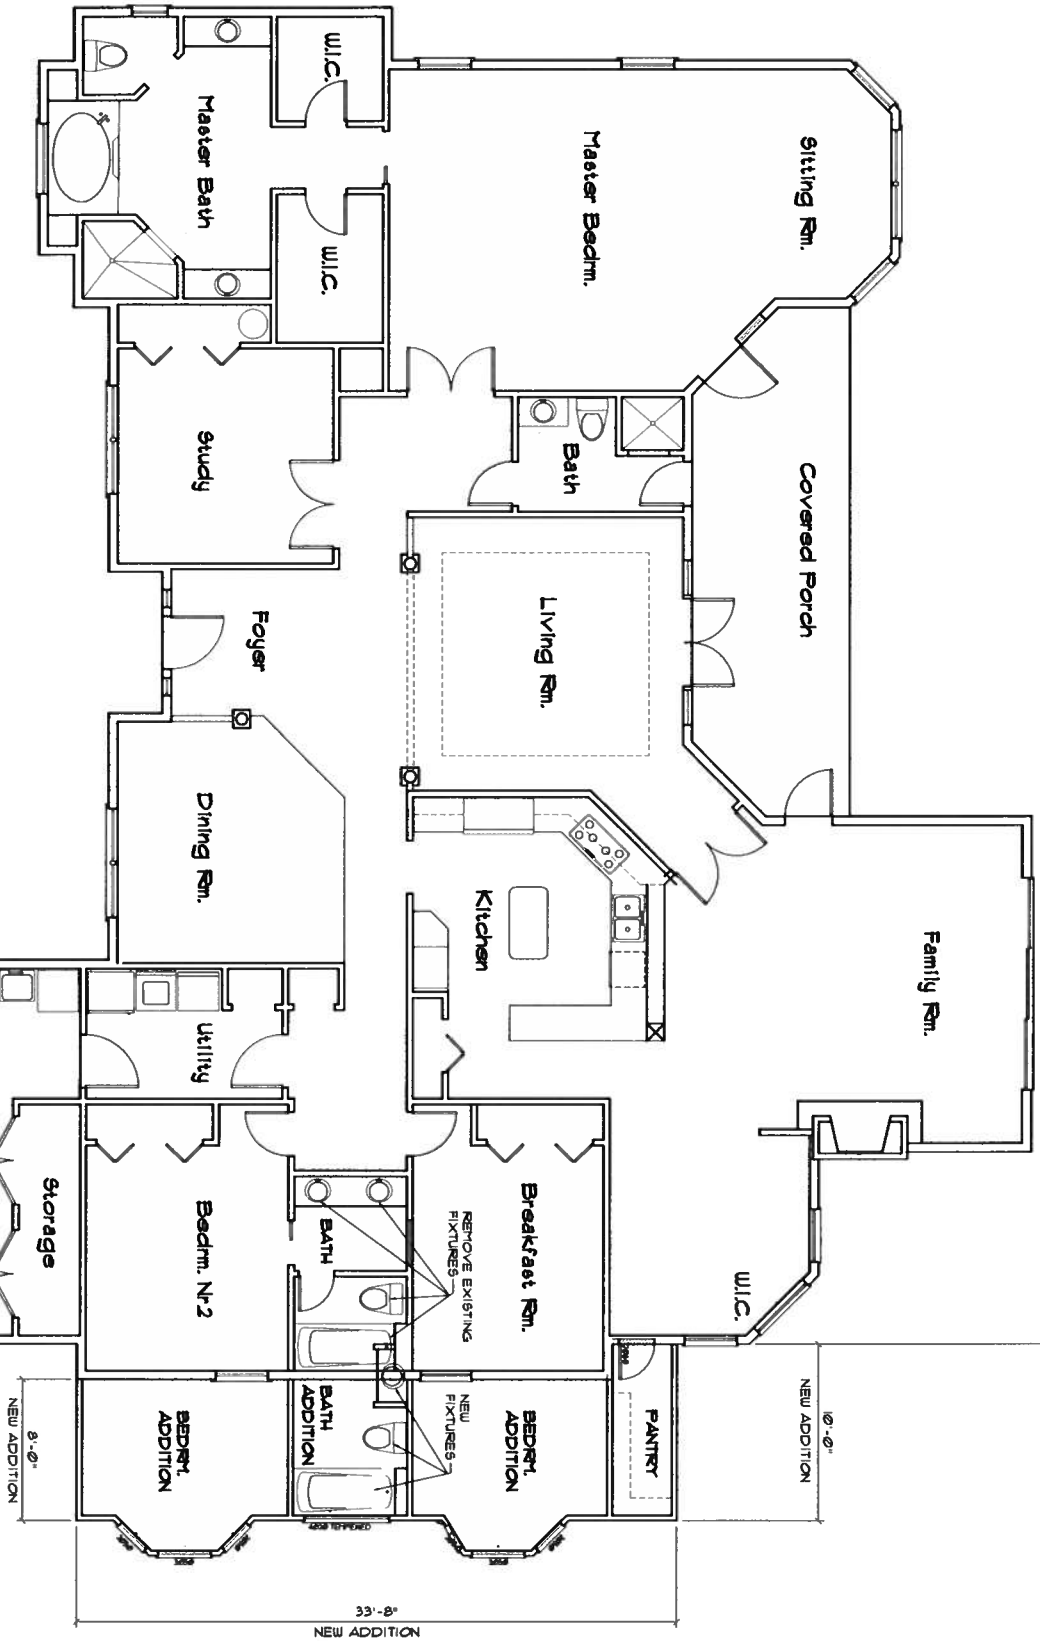 W.I.C.
Master Bath
W.I.C.
Master Bedrm.
Sitting Rm.
Study
Bath
Covered Porch
Foyer
Living Rm.
Dining Rm.
Kitchen
Family Rm.
Utility
Storage
Bedrm. Nr.2
BATH
REMOVE EXISTING
FIXTURES
Breakfast Rm.
W.I.C.
BEDRM.
ADDITION
BATH
ADDITION
NEW
FIXTURES
BEDRM.
ADDITION
PANTRY
8'-0"
NEW ADDITION
10'-0"
NEW ADDITION
TEMPERED
33'-8"
NEW ADDITION